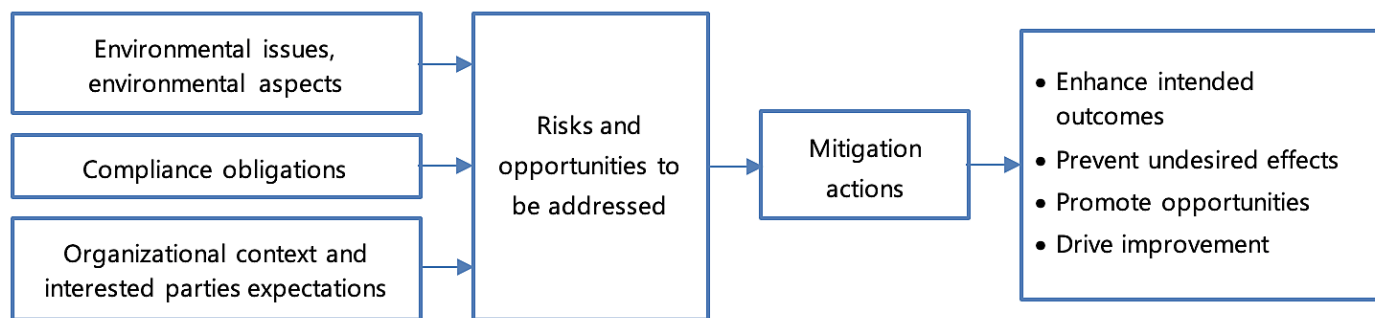 Environmental issues,
environmental aspects
Compliance obligations
Organizational context and
interested parties expectations
Risks and
opportunities to
be addressed
Mitigation
actions
• Enhance intended
outcomes
• Prevent undesired effects
• Promote opportunities
• Drive improvement